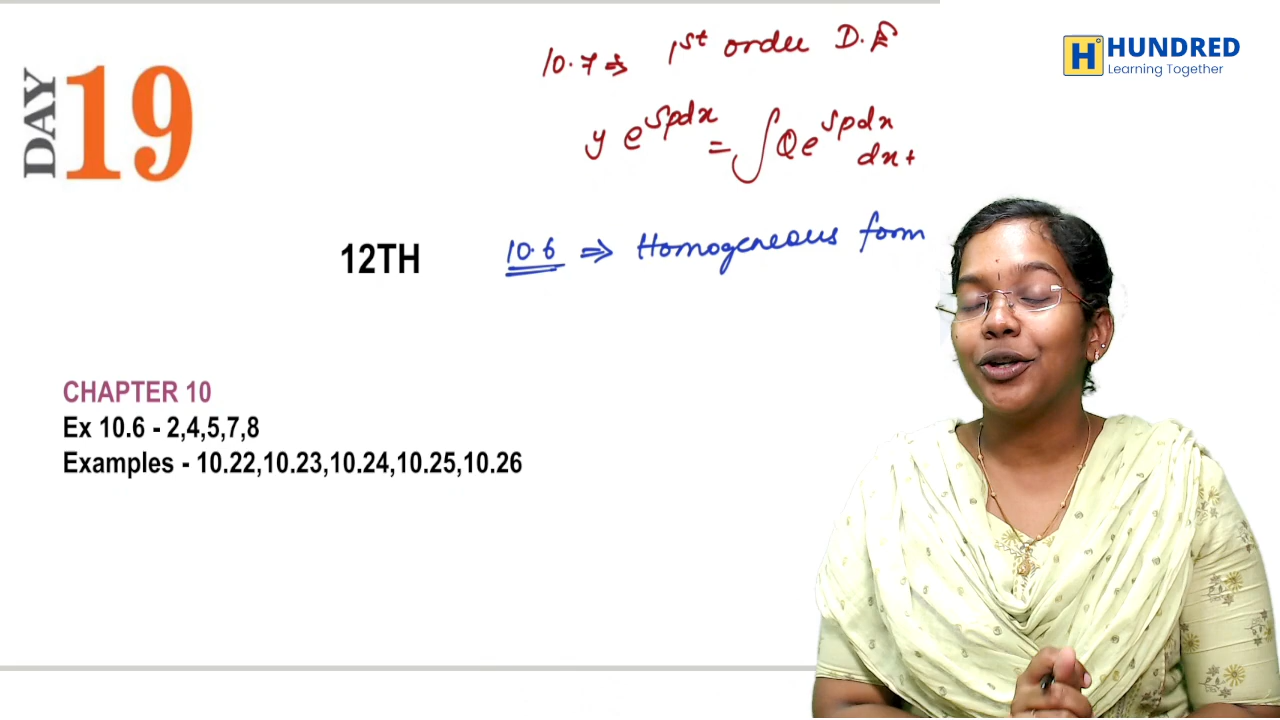 10.7 ⇒ 1st order D.E
y e^∫pdx = ∫Qe^∫pdx dx +
HUNDRED
Learning Together
DAY
19
12TH
10.6 ⇒ Homogeneous form
CHAPTER 10
Ex 10.6 - 2,4,5,7,8
Examples - 10.22,10.23,10.24,10.25,10.26